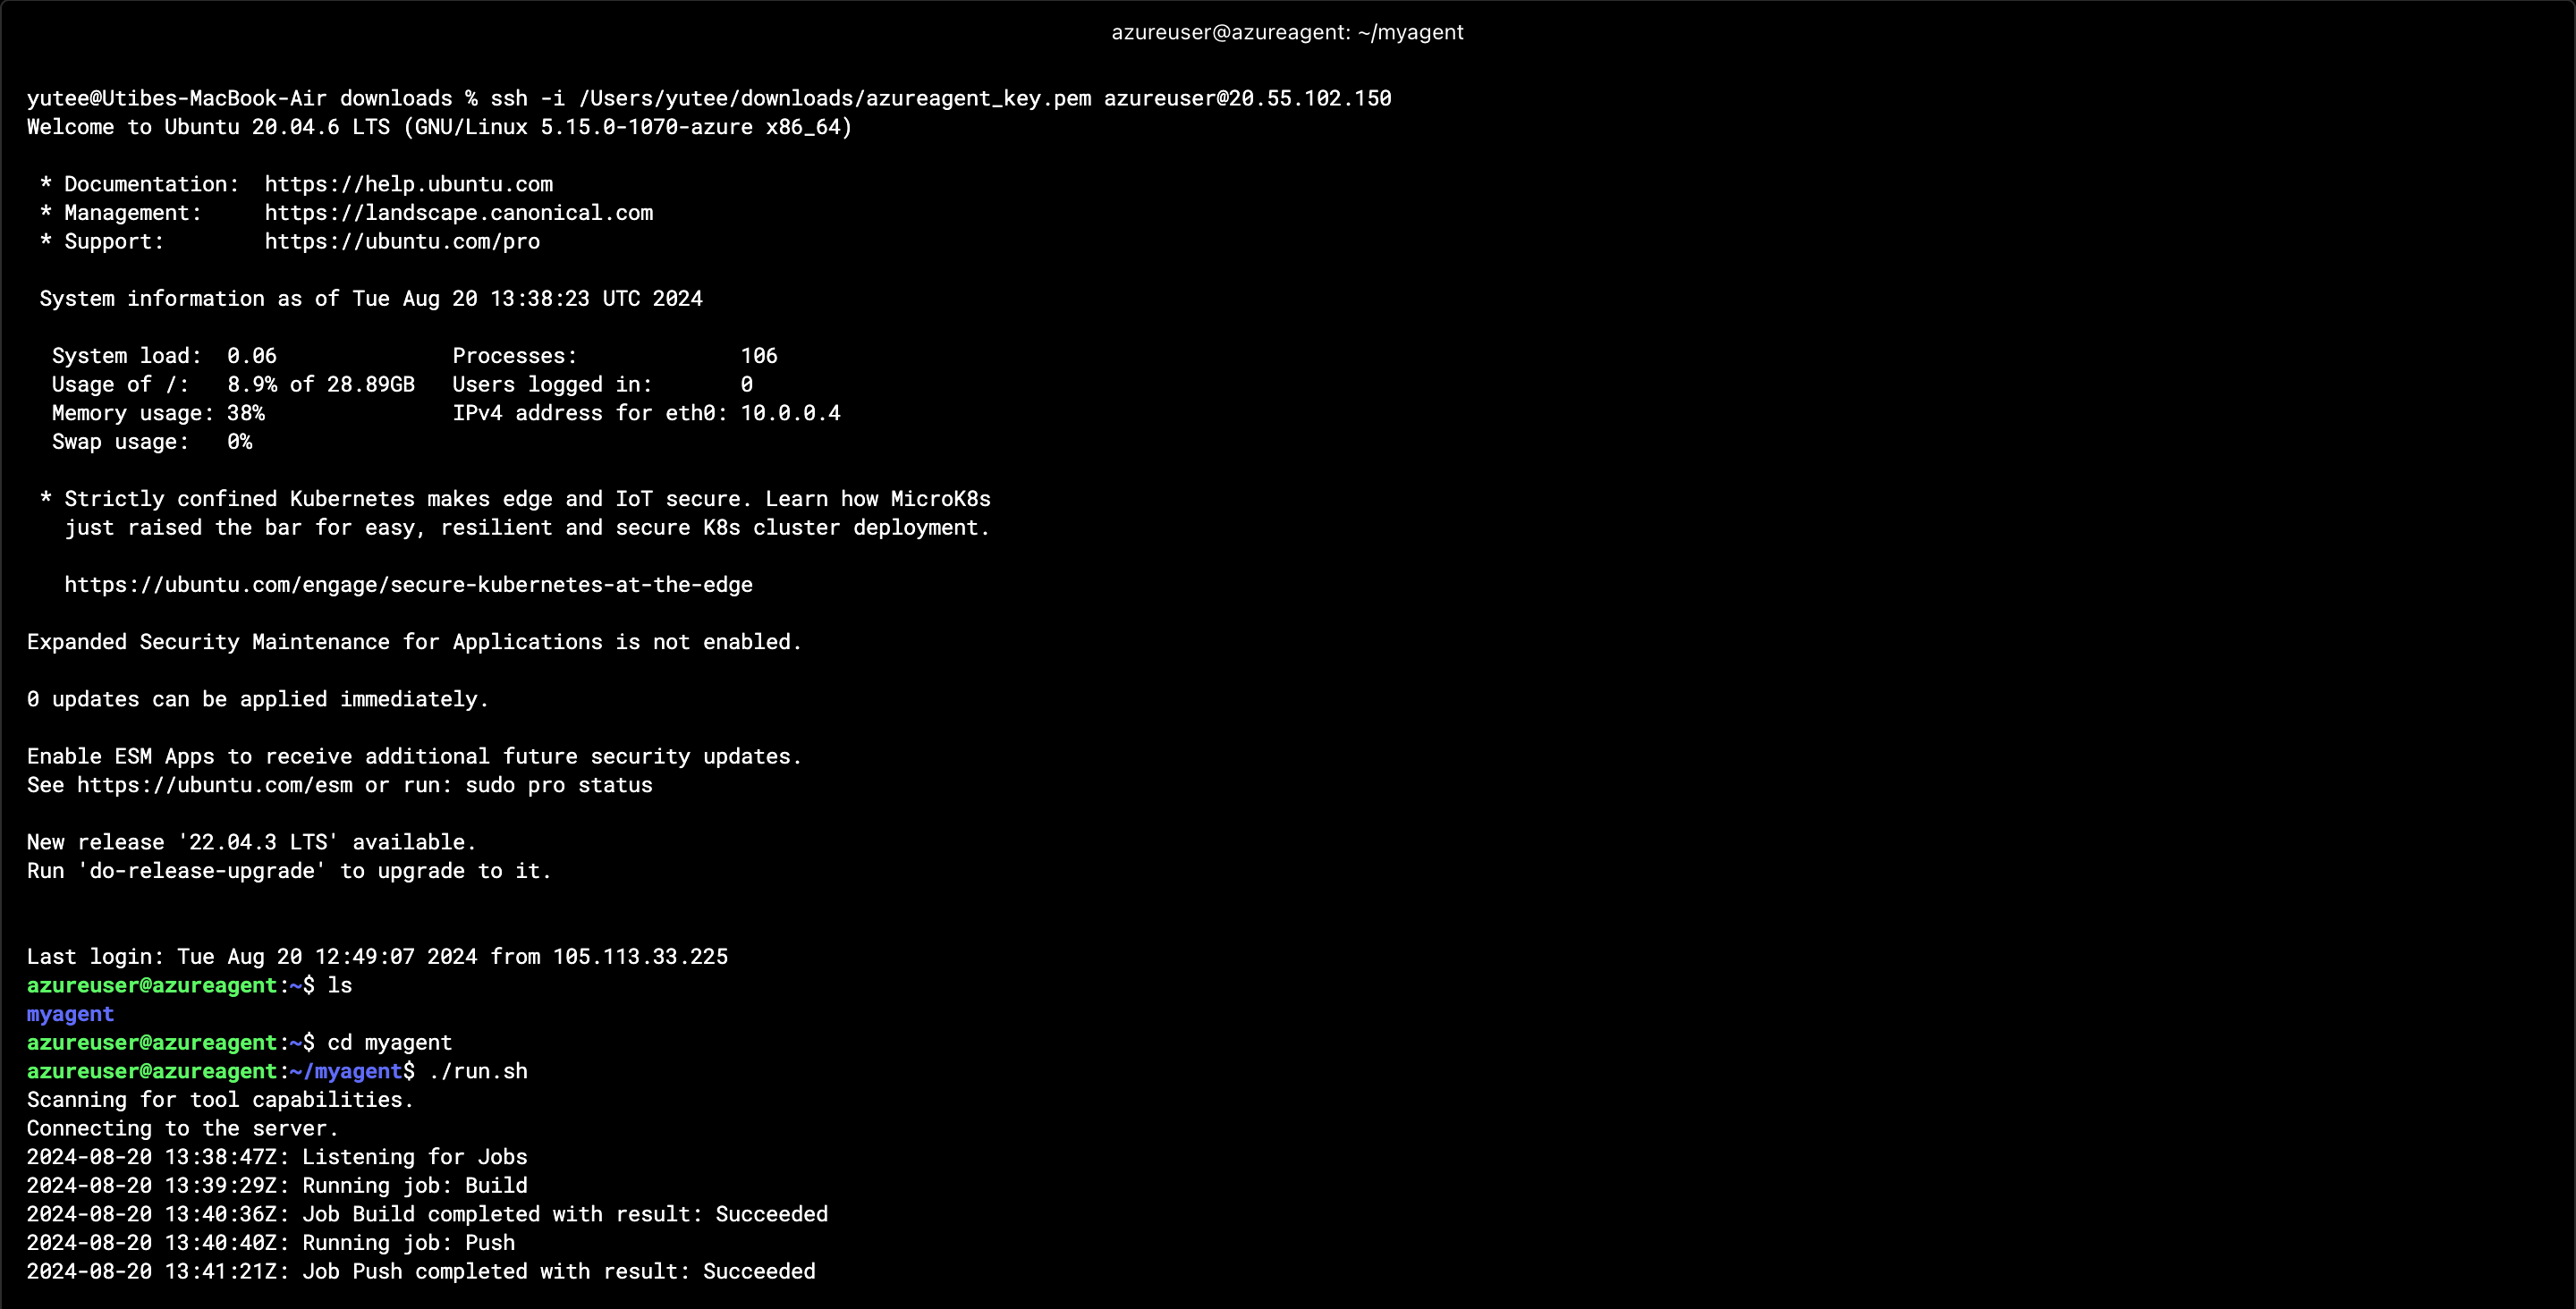 azureuser@azureagent: ~/myagent
yutee@Utibes-MacBook-Air downloads % ssh -i /Users/yutee/downloads/azureagent_key.pem azureuser@20.55.102.150
Welcome to Ubuntu 20.04.6 LTS (GNU/Linux 5.15.0-1070-azure x86_64)
* Documentation:  https://help.ubuntu.com
* Management:     https://landscape.canonical.com
* Support:        https://ubuntu.com/pro
System information as of Tue Aug 20 13:38:23 UTC 2024
System load:  0.06              Processes:             106
Usage of /:   8.9% of 28.89GB   Users logged in:       0
Memory usage: 38%               IPv4 address for eth0: 10.0.0.4
Swap usage:   0%
* Strictly confined Kubernetes makes edge and IoT secure. Learn how MicroK8s
just raised the bar for easy, resilient and secure K8s cluster deployment.
https://ubuntu.com/engage/secure-kubernetes-at-the-edge
Expanded Security Maintenance for Applications is not enabled.
0 updates can be applied immediately.
Enable ESM Apps to receive additional future security updates.
See https://ubuntu.com/esm or run: sudo pro status
New release '22.04.3 LTS' available.
Run 'do-release-upgrade' to upgrade to it.
Last login: Tue Aug 20 12:49:07 2024 from 105.113.33.225
azureuser@azureagent:~$ ls
myagent
azureuser@azureagent:~$ cd myagent
azureuser@azureagent:~/myagent$ ./run.sh
Scanning for tool capabilities.
Connecting to the server.
2024-08-20 13:38:47Z: Listening for Jobs
2024-08-20 13:39:29Z: Running job: Build
2024-08-20 13:40:36Z: Job Build completed with result: Succeeded
2024-08-20 13:40:40Z: Running job: Push
2024-08-20 13:41:21Z: Job Push completed with result: Succeeded